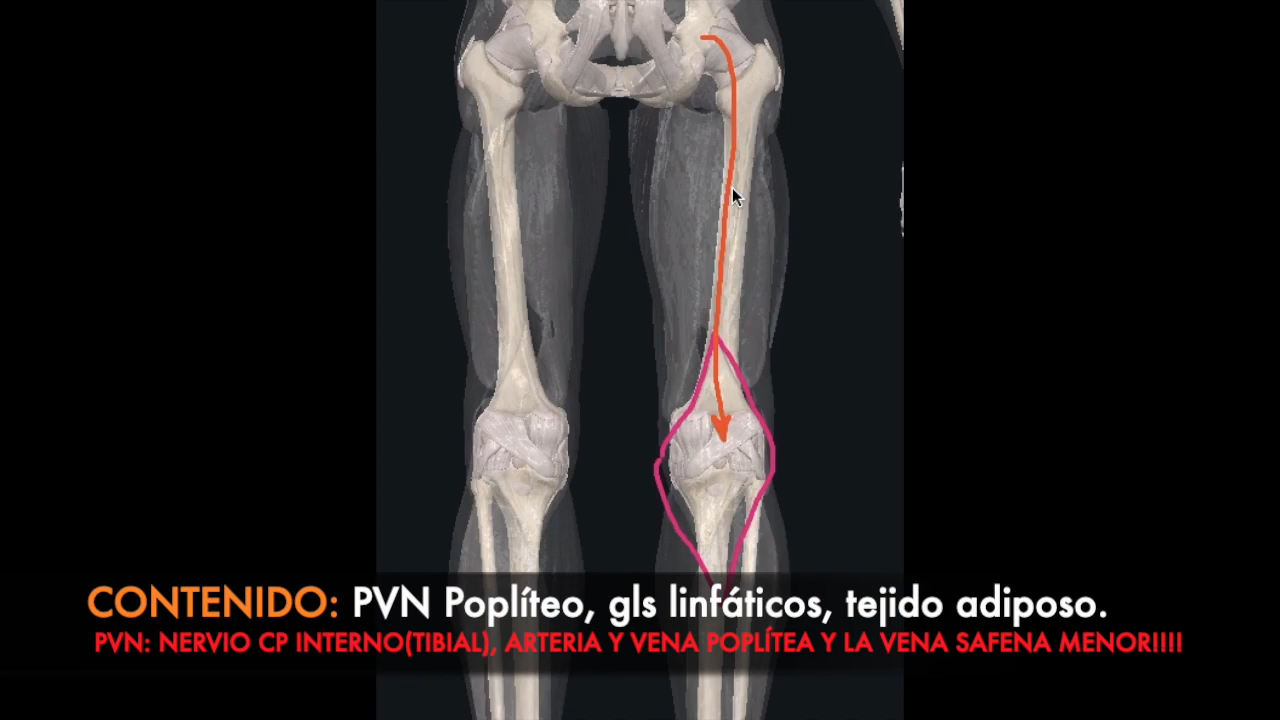 CONTENIDO: PVN Poplíteo, gls linfáticos, tejido adiposo.
PVN: NERVIO CP INTERNO(TIBIAL), ARTERIA Y VENA POPLÍTEA Y LA VENA SAFENA MENOR!!!!